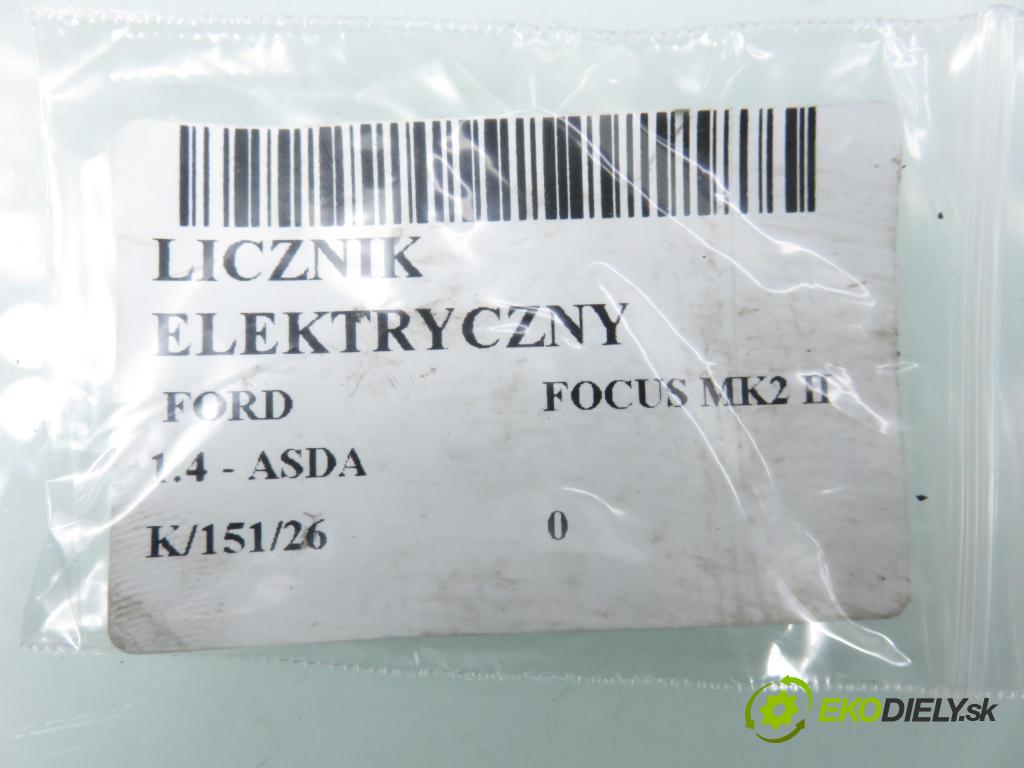 LICZNIK
ELEKTRYCZNY
FORD FOCUS MK2 II
1.4 - ASDA
K/151/26 0
EKODIELY.sk